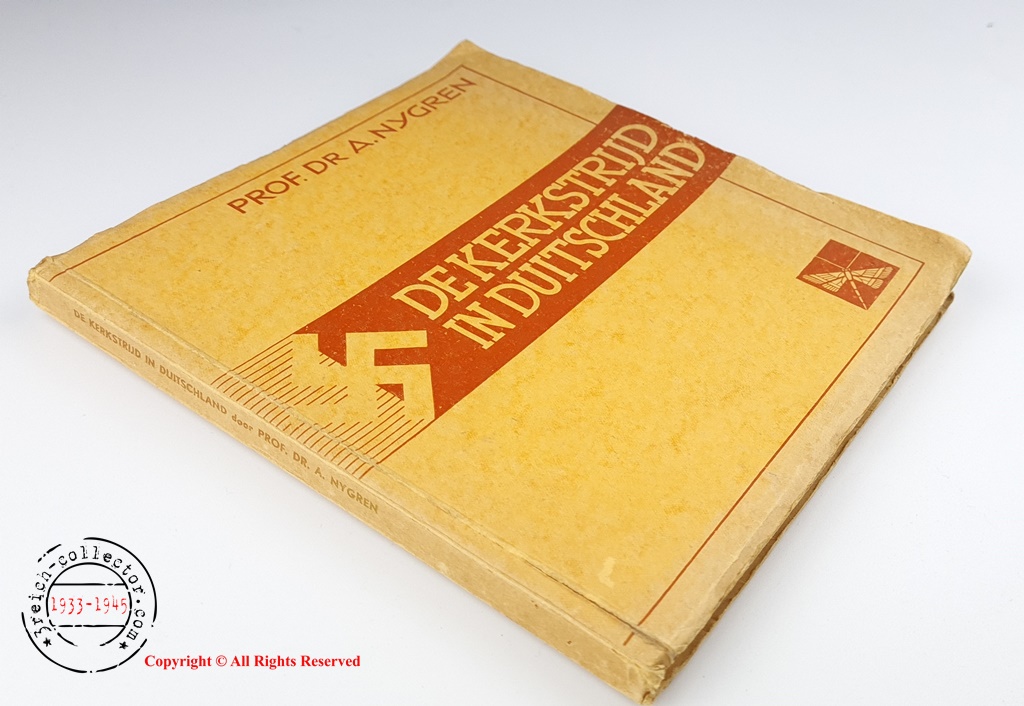 PROF. DR A. NYGREN
DE KERKSTRIJD
IN DUITSCHLAND
DE KERKSTRIJD IN DUITSCHLAND door PROF. DR. A. NYGREN
3reich-collector.com
1933-1945
Copyright © All Rights Reserved